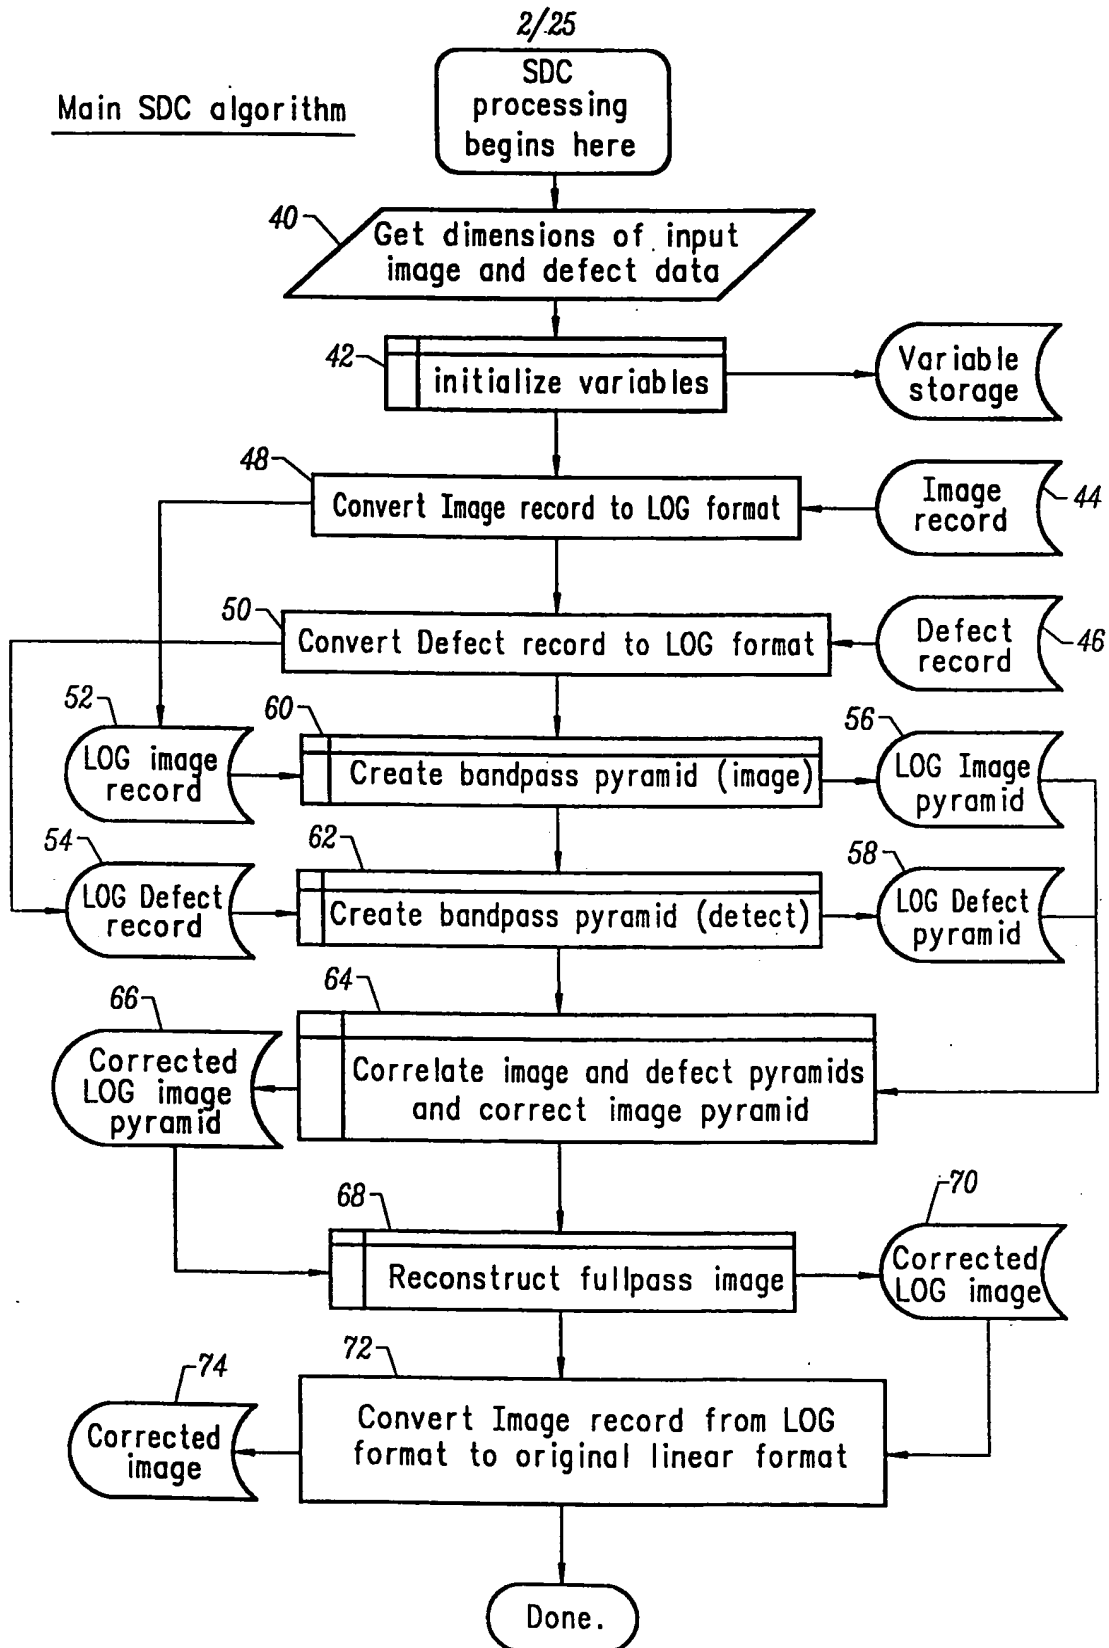 2/25
Main SDC algorithm
SDC
processing
begins here
40
Get dimensions of input
image and defect data
42
initialize variables
Variable
storage
48
Convert Image record to LOG format
Image
record
44
50
Convert Defect record to LOG format
Defect
record
46
52
LOG image
record
60
Create bandpass pyramid (image)
56
LOG Image
pyramid
54
LOG Defect
record
62
Create bandpass pyramid (detect)
58
LOG Defect
pyramid
66
Corrected
LOG image
pyramid
64
Correlate image and defect pyramids
and correct image pyramid
68
Reconstruct fullpass image
70
Corrected
LOG image
74
Corrected
image
72
Convert Image record from LOG
format to original linear format
Done.